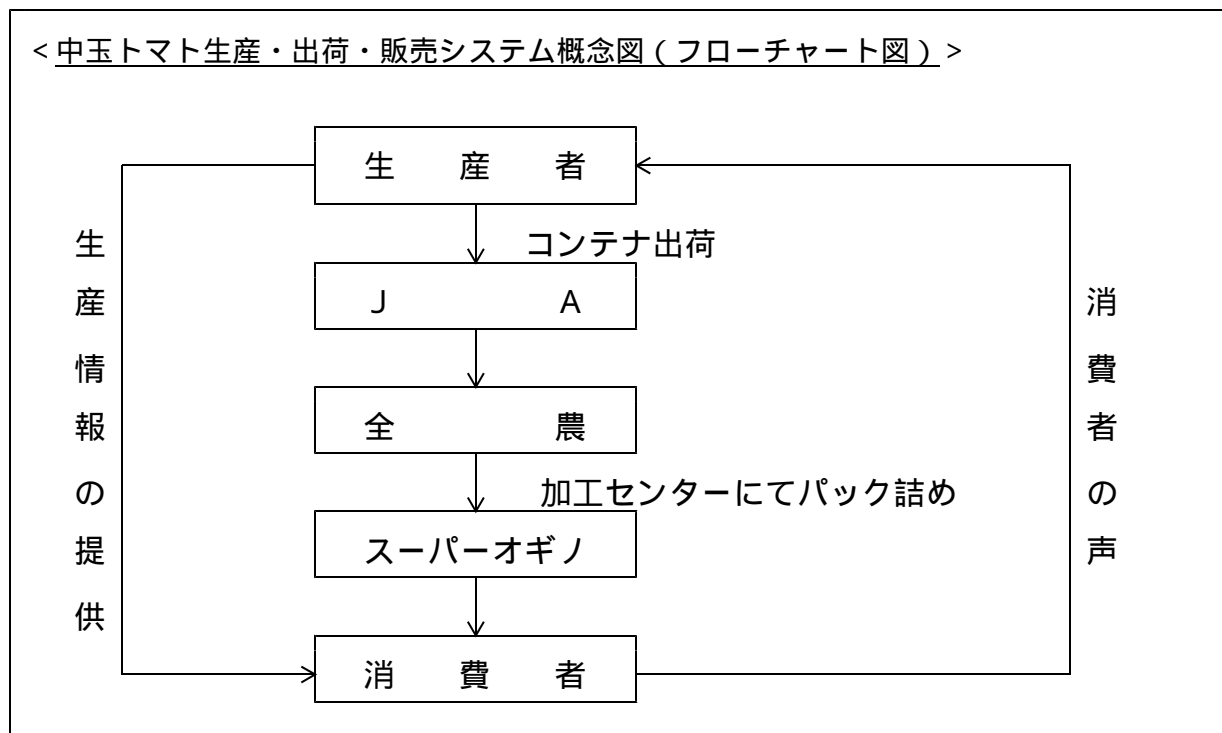 <中玉トマト生産・出荷・販売システム概念図(フローチャート図)>
生産者
コンテナ出荷
JA
全農
加工センターにてパック詰め
スーパーオギノ
消費者
生産情報の提供
消費者の声